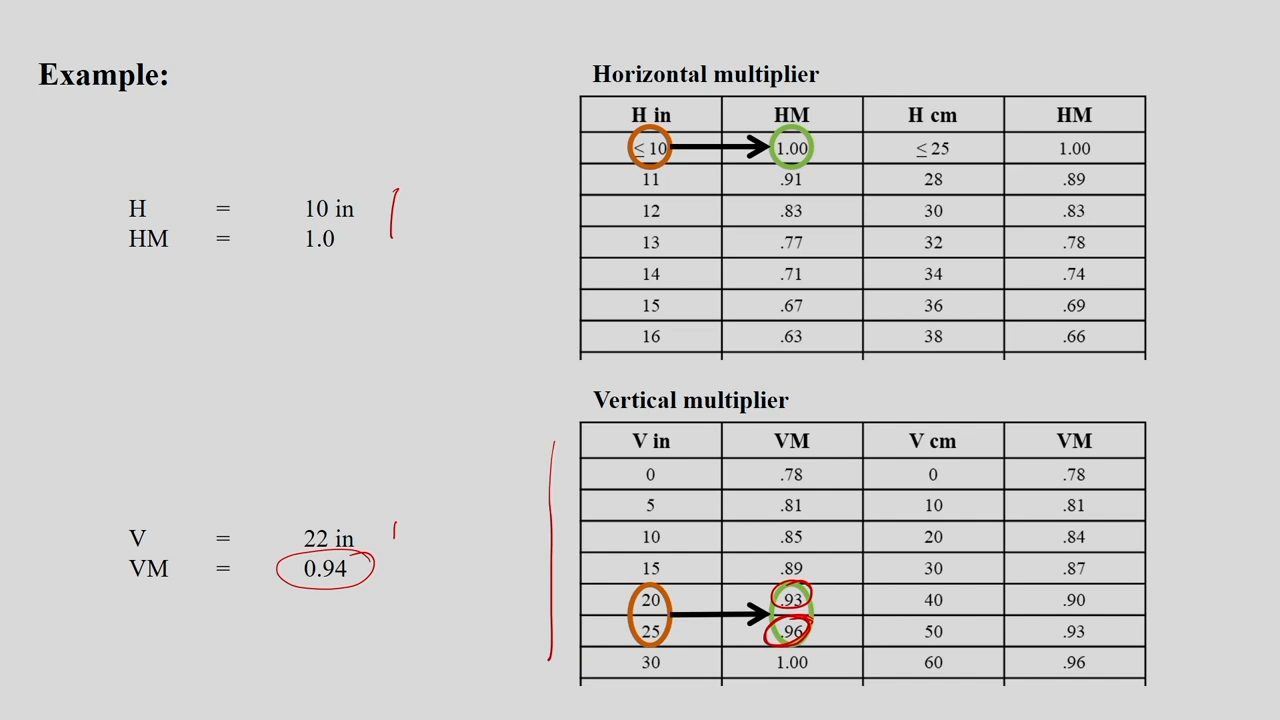 Example:
H = 10 in
HM = 1.0
V = 22 in
VM = 0.94
Horizontal multiplier
H in HM H cm HM
≤ 10 1.00 ≤ 25 1.00
11 .91 28 .89
12 .83 30 .83
13 .77 32 .78
14 .71 34 .74
15 .67 36 .69
16 .63 38 .66
Vertical multiplier
V in VM V cm VM
0 .78 0 .78
5 .81 10 .81
10 .85 20 .84
15 .89 30 .87
20 .93 40 .90
25 .96 50 .93
30 1.00 60 .96